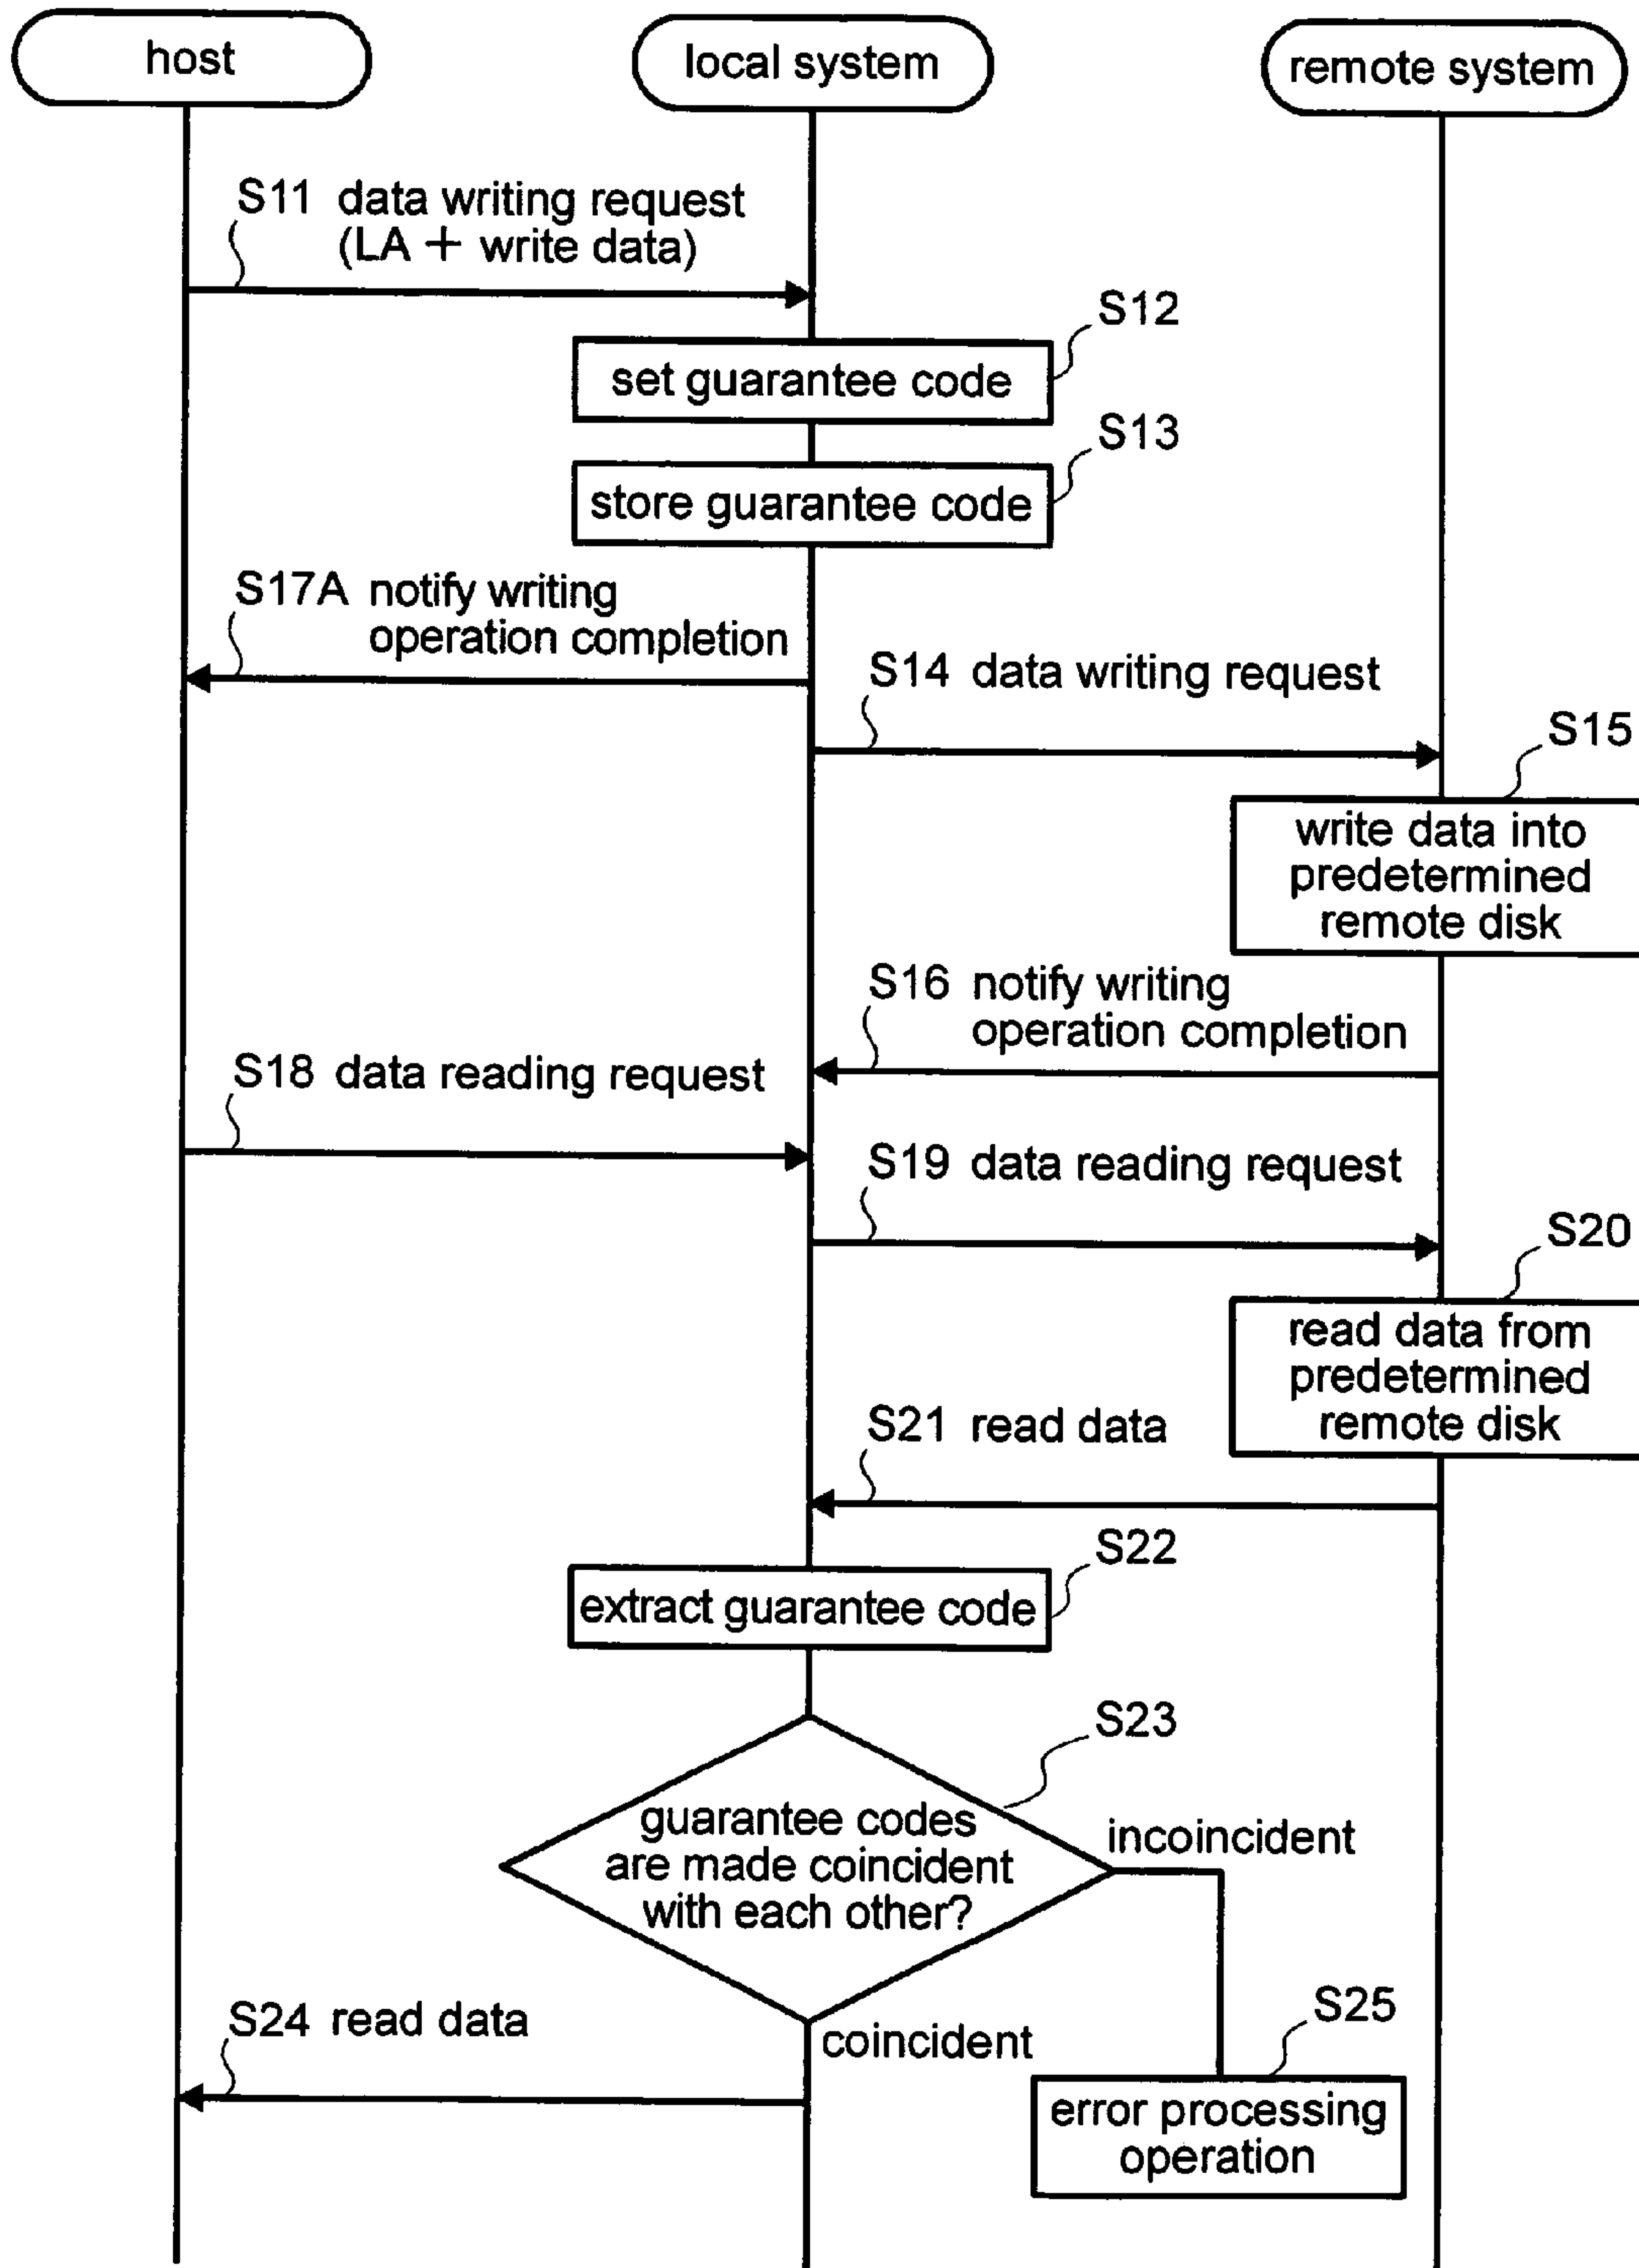 host
local system
remote system
S11 data writing request
(LA + write data)
S12
set guarantee code
S13
store guarantee code
S17A notify writing
operation completion
S14 data writing request
S15
write data into
predetermined
remote disk
S16 notify writing
operation completion
S18 data reading request
S19 data reading request
S20
read data from
predetermined
remote disk
S21 read data
S22
extract guarantee code
S23
guarantee codes
are made coincident
with each other?
incoincident
S24 read data
coincident
S25
error processing
operation